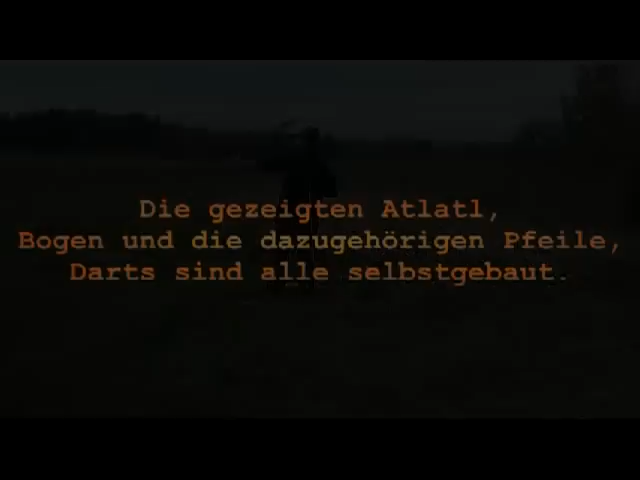 Die gezeigten Atlatl,
Bogen und die dazugehörigen Pfeile,
Darts sind alle selbstgebaut.